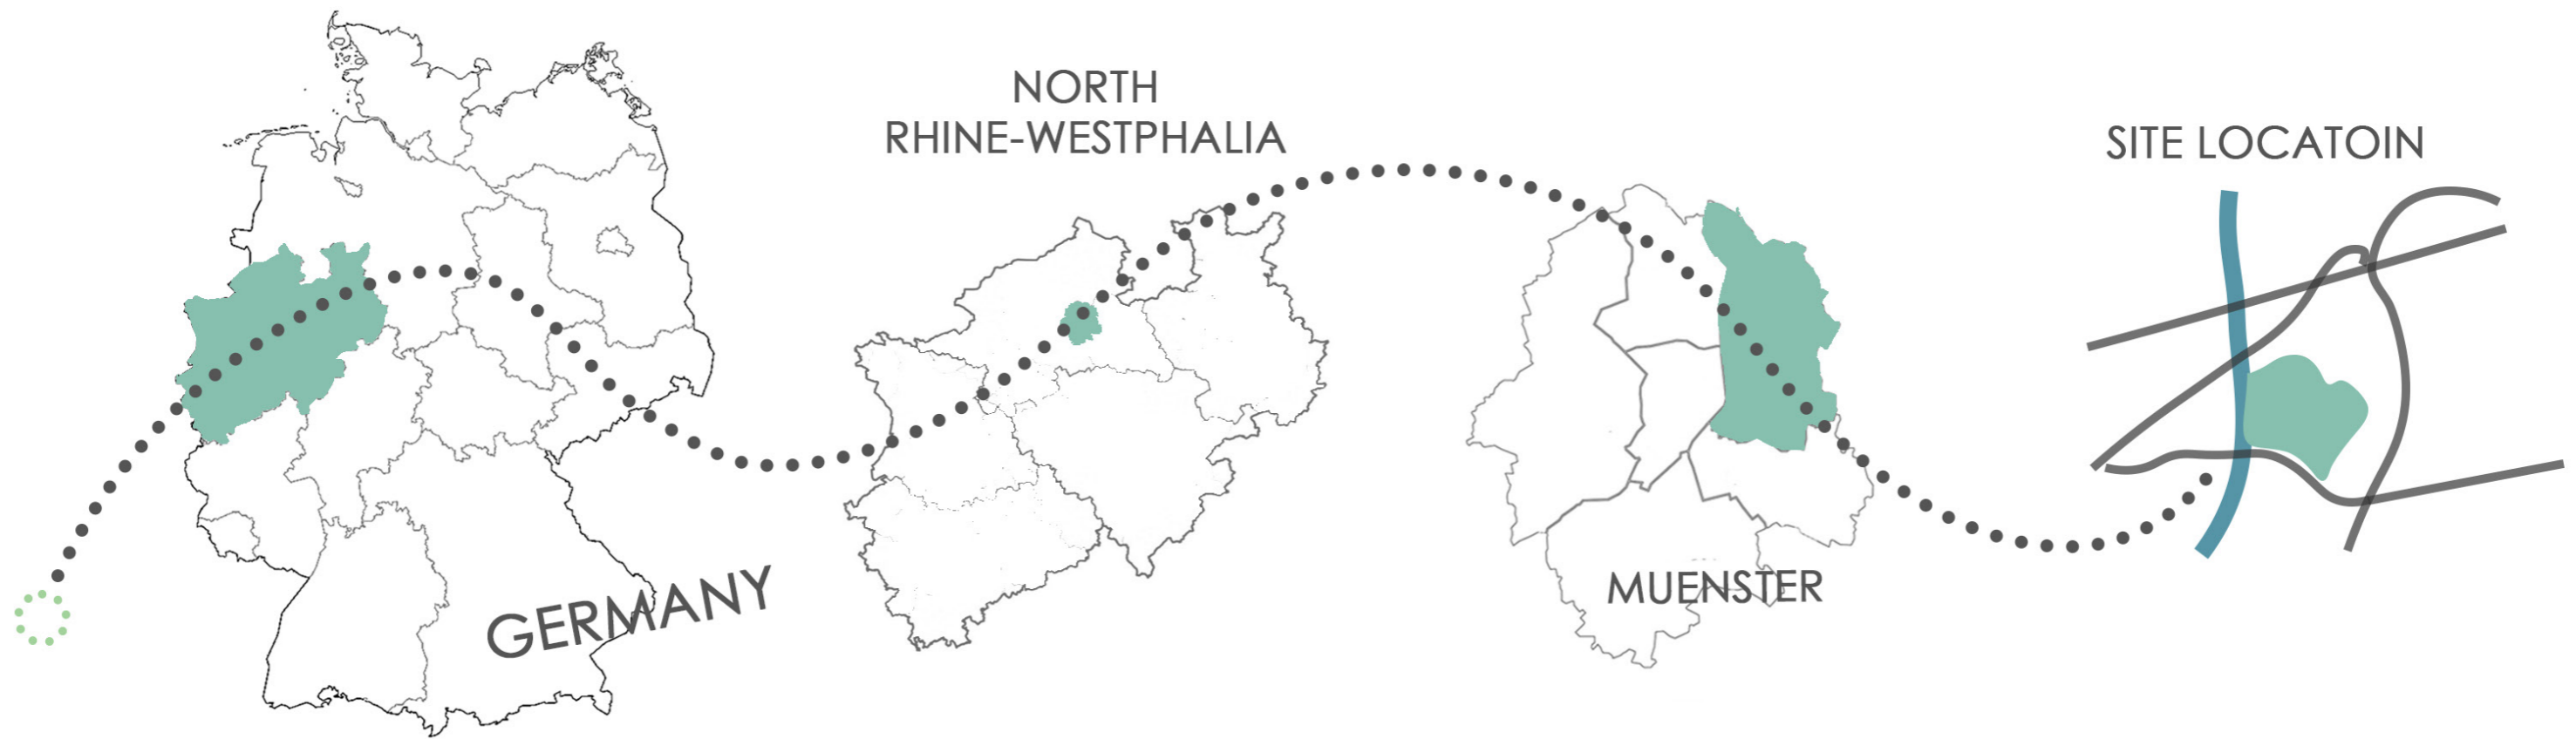 GERMANY
NORTH
RHINE-WESTPHALIA
MUENSTER
SITE LOCATOIN